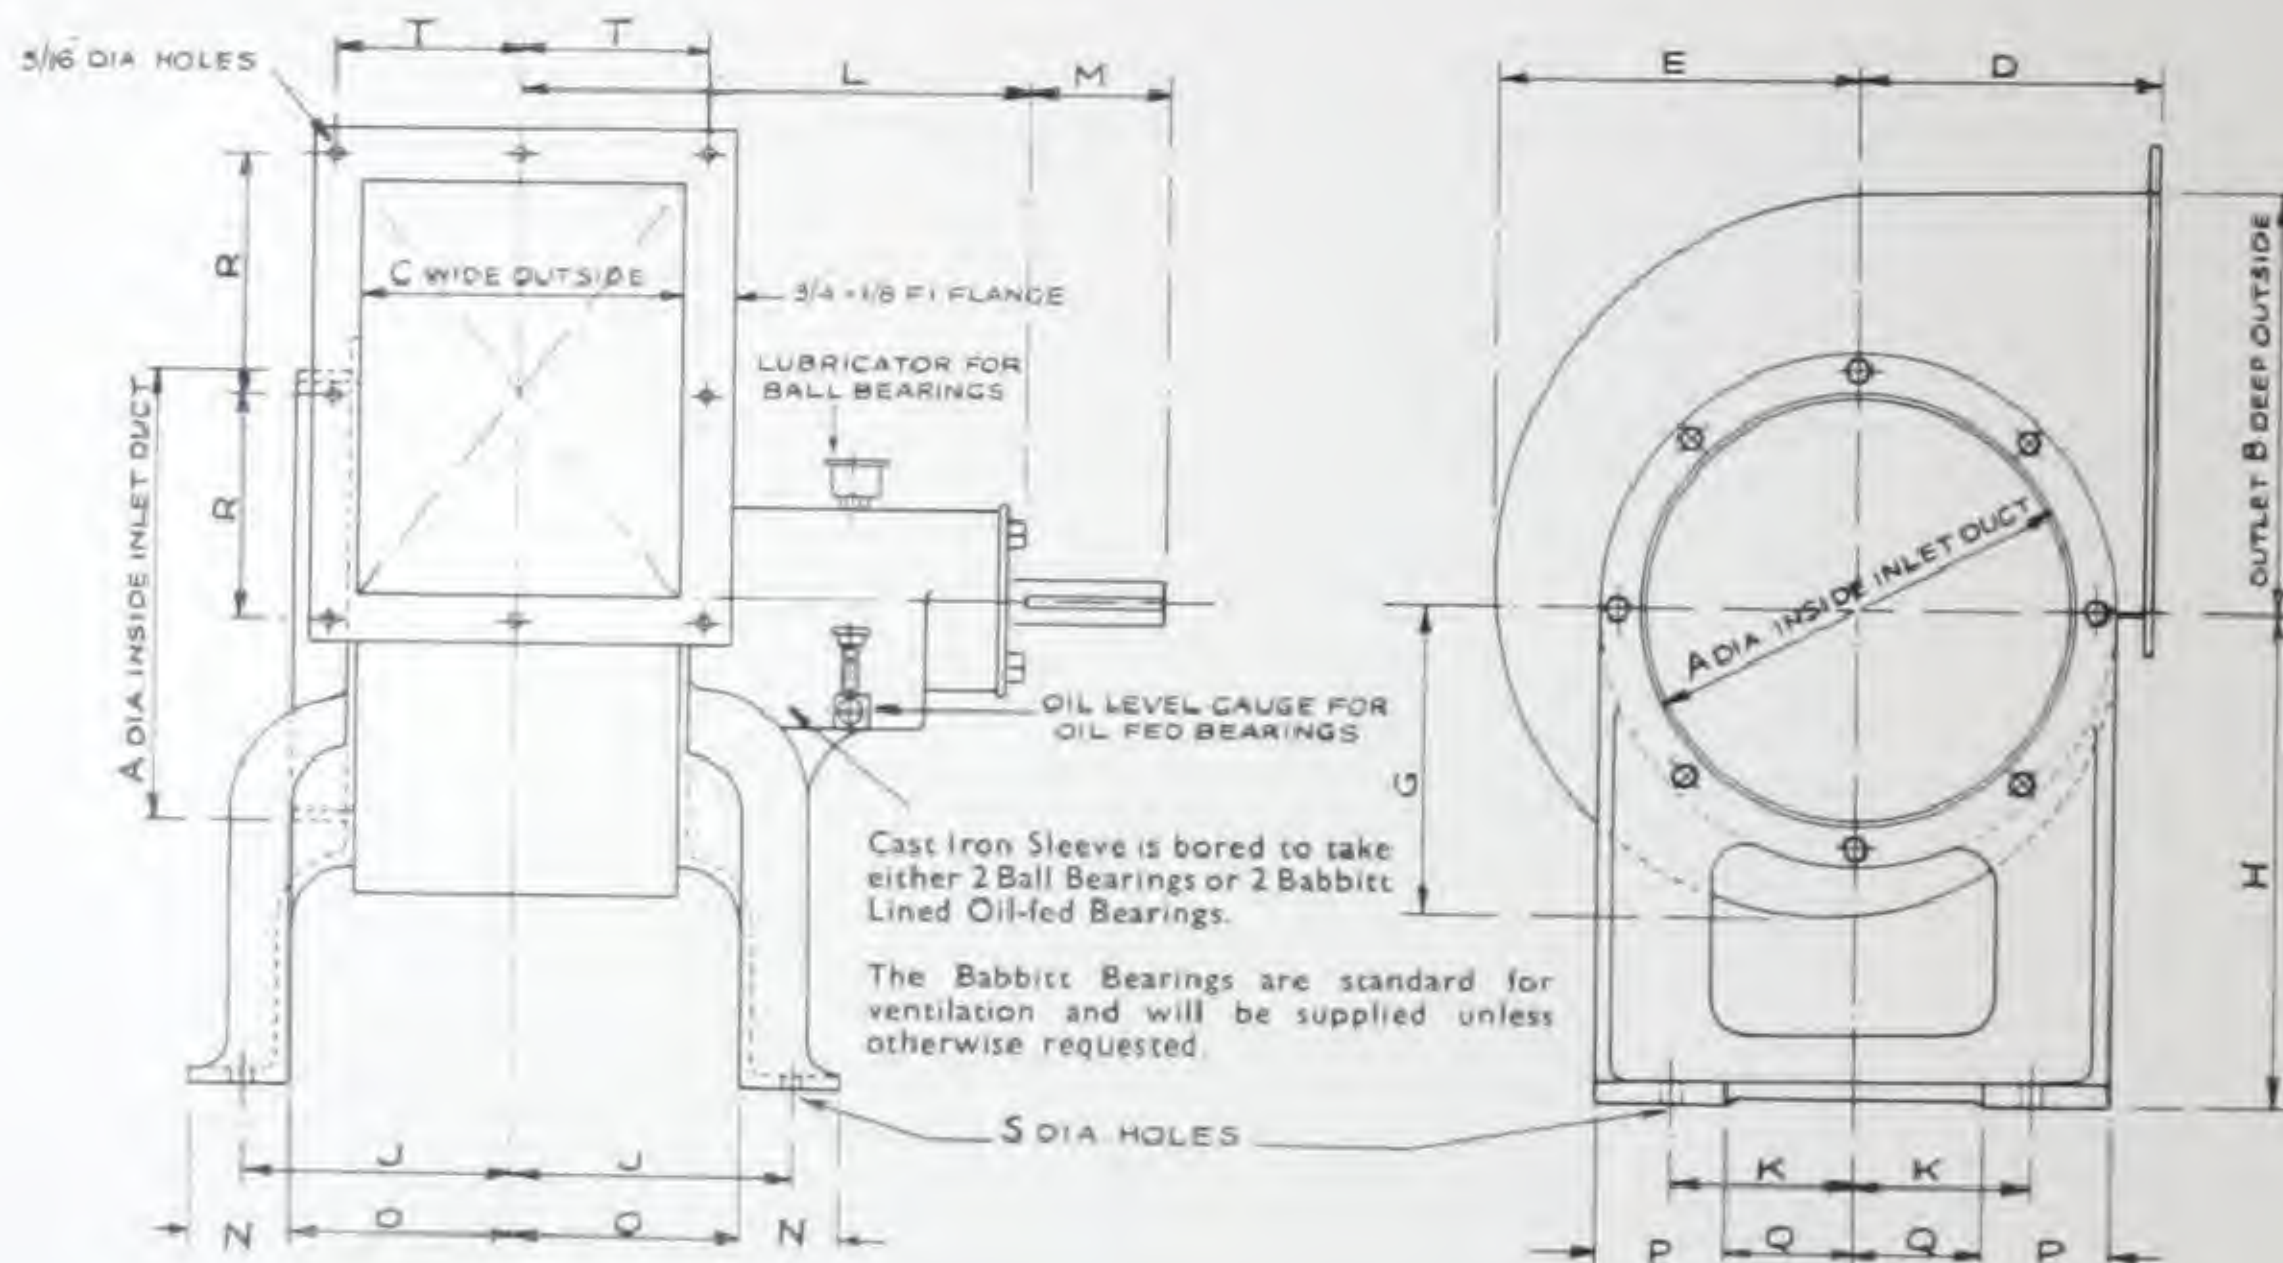 T T
3/16 DIA HOLES
L M
E D
R
C WIDE OUTSIDE
3/4 × 1/8 FI FLANGE
LUBRICATOR FOR
BALL BEARINGS
R
A DIA INSIDE INLET DUCT
OUTLET B DEEP OUTSIDE
A DIA INSIDE INLET DUCT
OIL LEVEL GAUGE FOR
OIL FED BEARINGS
G
H
Cast Iron Sleeve is bored to take
either 2 Ball Bearings or 2 Babbitt
Lined Oil-fed Bearings.
The Babbitt Bearings are standard for
ventilation and will be supplied unless
otherwise requested.
S DIA HOLES
J J
K K
N O O N
P Q Q P